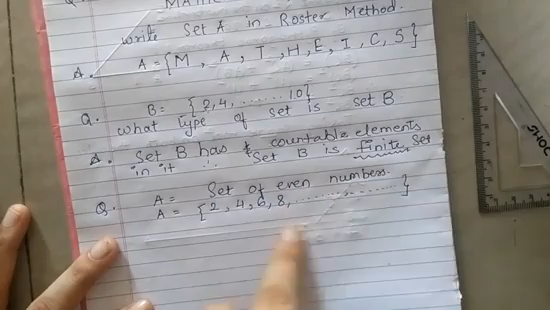 write Set A in Roster Method.
A. A = {M, A, T, H, E, I, C, S}
Q. B = {2,4,.......10}
what type of set is set B
A. Set B has countable elements
in it ∴ Set B is finite set
Q. A = Set of even numbers.
A = {2, 4, 6, 8, ..................}